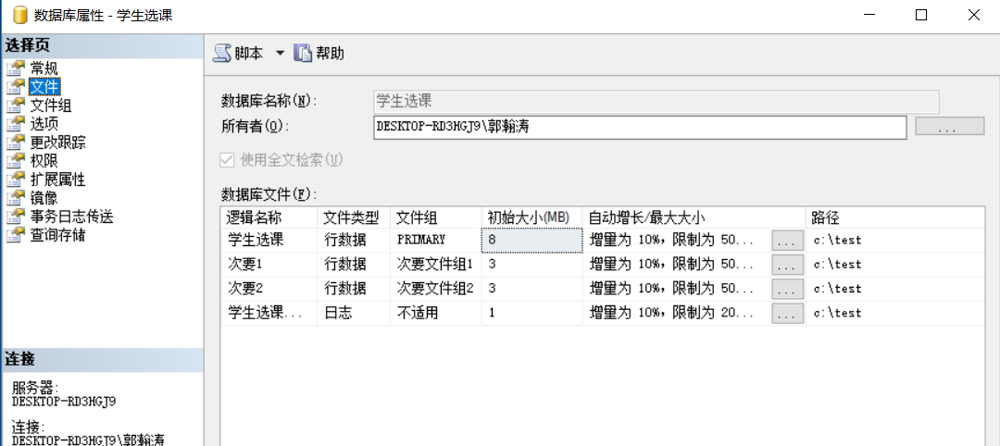 数据库属性 - 学生选课
选择页
常规
文件
文件组
选项
更改跟踪
权限
扩展属性
镜像
事务日志传送
查询存储
连接
服务器:
DESKTOP-RD3HGJ9
连接:
DESKTOP-RD3HGJ9\郭翰涛
脚本 帮助
数据库名称(N): 学生选课
所有者(O): DESKTOP-RD3HGJ9\郭翰涛 ...
使用全文检索(U)
数据库文件(F):
逻辑名称 文件类型 文件组 初始大小(MB) 自动增长/最大大小 路径
学生选课 行数据 PRIMARY 8 增量为 10%, 限制为 50... ... c:\test
次要1 行数据 次要文件组1 3 增量为 10%, 限制为 50... ... c:\test
次要2 行数据 次要文件组2 3 增量为 10%, 限制为 50... ... c:\test
学生选课... 日志 不适用 1 增量为 10%, 限制为 20... ... c:\test